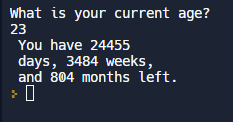 What is your current age?
23
You have 24455
days, 3484 weeks,
and 804 months left.
>